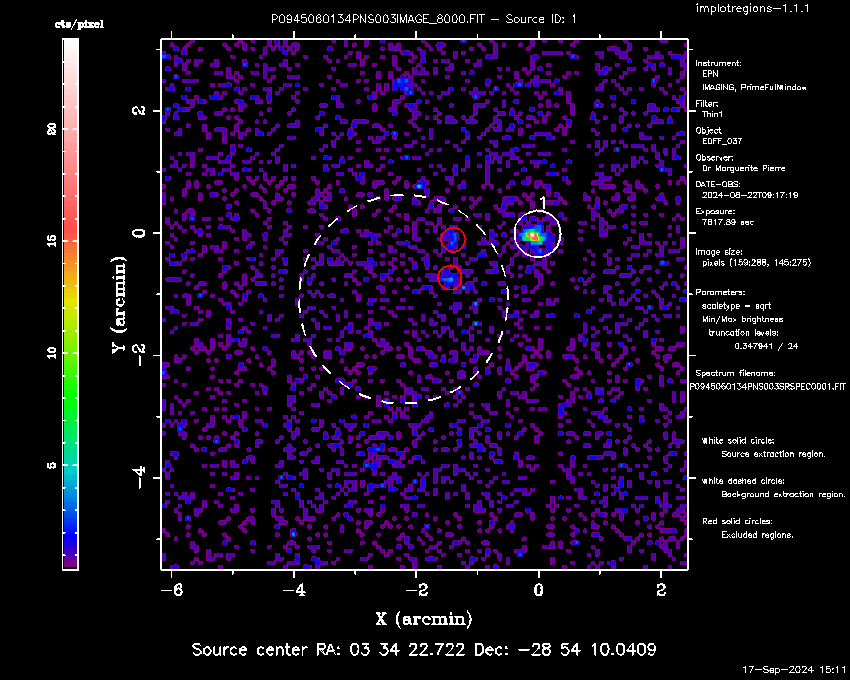 implotregions-1.1.1
P0945060134PNS003IMAGE_8000.FIT - Source ID: 1
cts/pixel
20
15
10
5
2
0
-2
-4
-6
-4
-2
0
2
Y (arcmin)
X (arcmin)
1
Instrument:
EPN
IMAGING, PrimeFullWindow
Filter:
Thin1
Object
EDFF_037
Observer:
Dr Marguerite Pierre
DATE-OBS:
2024-08-22T09:17:19
Exposure:
7817.89 sec
Image size:
pixels (159:288, 145:275)
Parameters:
scaletype - sqrt
Min/Max brightness
truncation levels:
0.347941 / 24
Spectrum filename:
P0945060134PNS003SRSPEC0001.FIT
White solid circle:
Source extraction region.
White dashed circle:
Background extraction region.
Red solid circles:
Excluded regions.
Source center RA: 03 34 22.722 Dec: -28 54 10.0409
17-Sep-2024 15:11